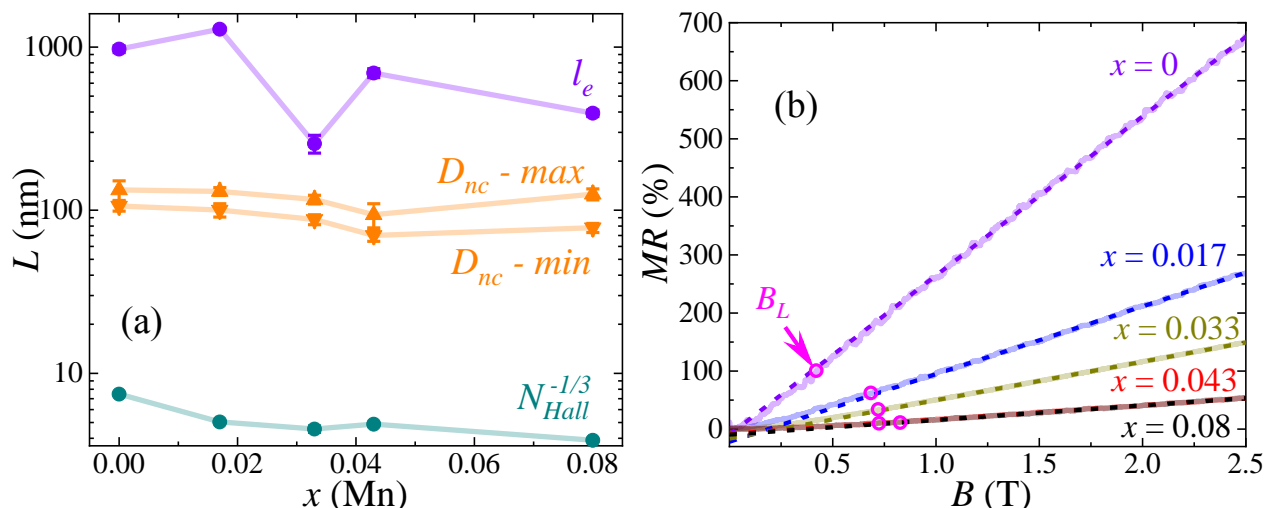 1000
100
10
L (nm)
l_e
D_nc - max
D_nc - min
(a)
N_Hall^-1/3
0.00 0.02 0.04 0.06 0.08
x (Mn)
700
600
500
400
300
200
100
0
MR (%)
(b)
x = 0
B_L
x = 0.017
x = 0.033
x = 0.043
x = 0.08
0.5 1.0 1.5 2.0 2.5
B (T)